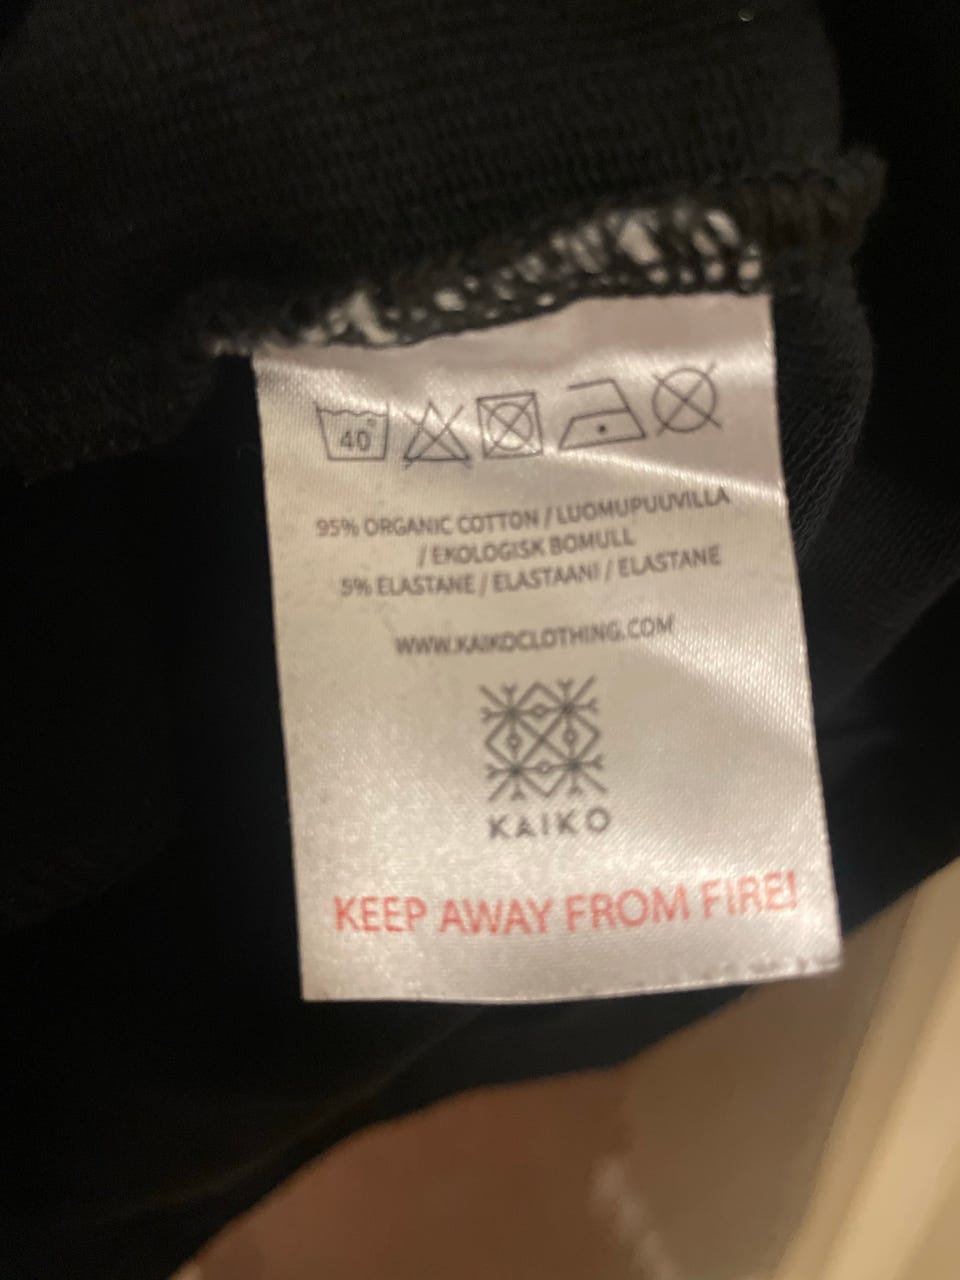 40°
95% ORGANIC COTTON / LUOMUPUUVILLA
/ EKOLOGISK BOMULL
5% ELASTANE / ELASTAANI / ELASTANE
WWW.KAIKOCLOTHING.COM
KAIKO
KEEP AWAY FROM FIRE!